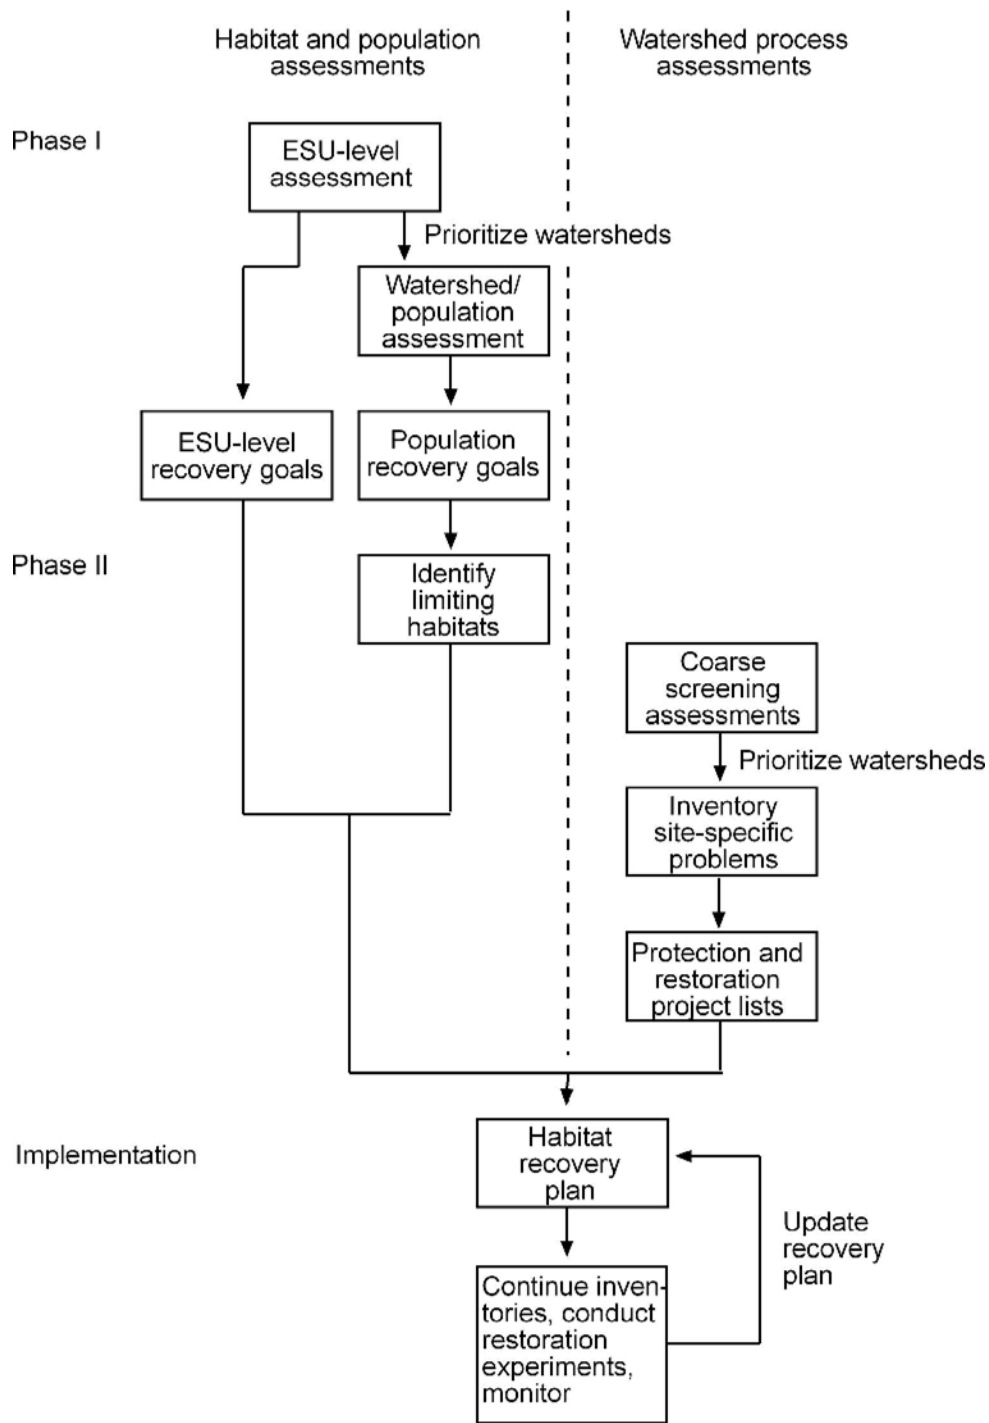 Habitat and population
assessments
Watershed process
assessments
Phase I
ESU-level
assessment
Prioritize watersheds
Watershed/
population
assessment
ESU-level
recovery goals
Population
recovery goals
Phase II
Identify
limiting
habitats
Coarse
screening
assessments
Prioritize watersheds
Inventory
site-specific
problems
Protection and
restoration
project lists
Implementation
Habitat
recovery
plan
Update
recovery
plan
Continue inven-
tories, conduct
restoration
experiments,
monitor